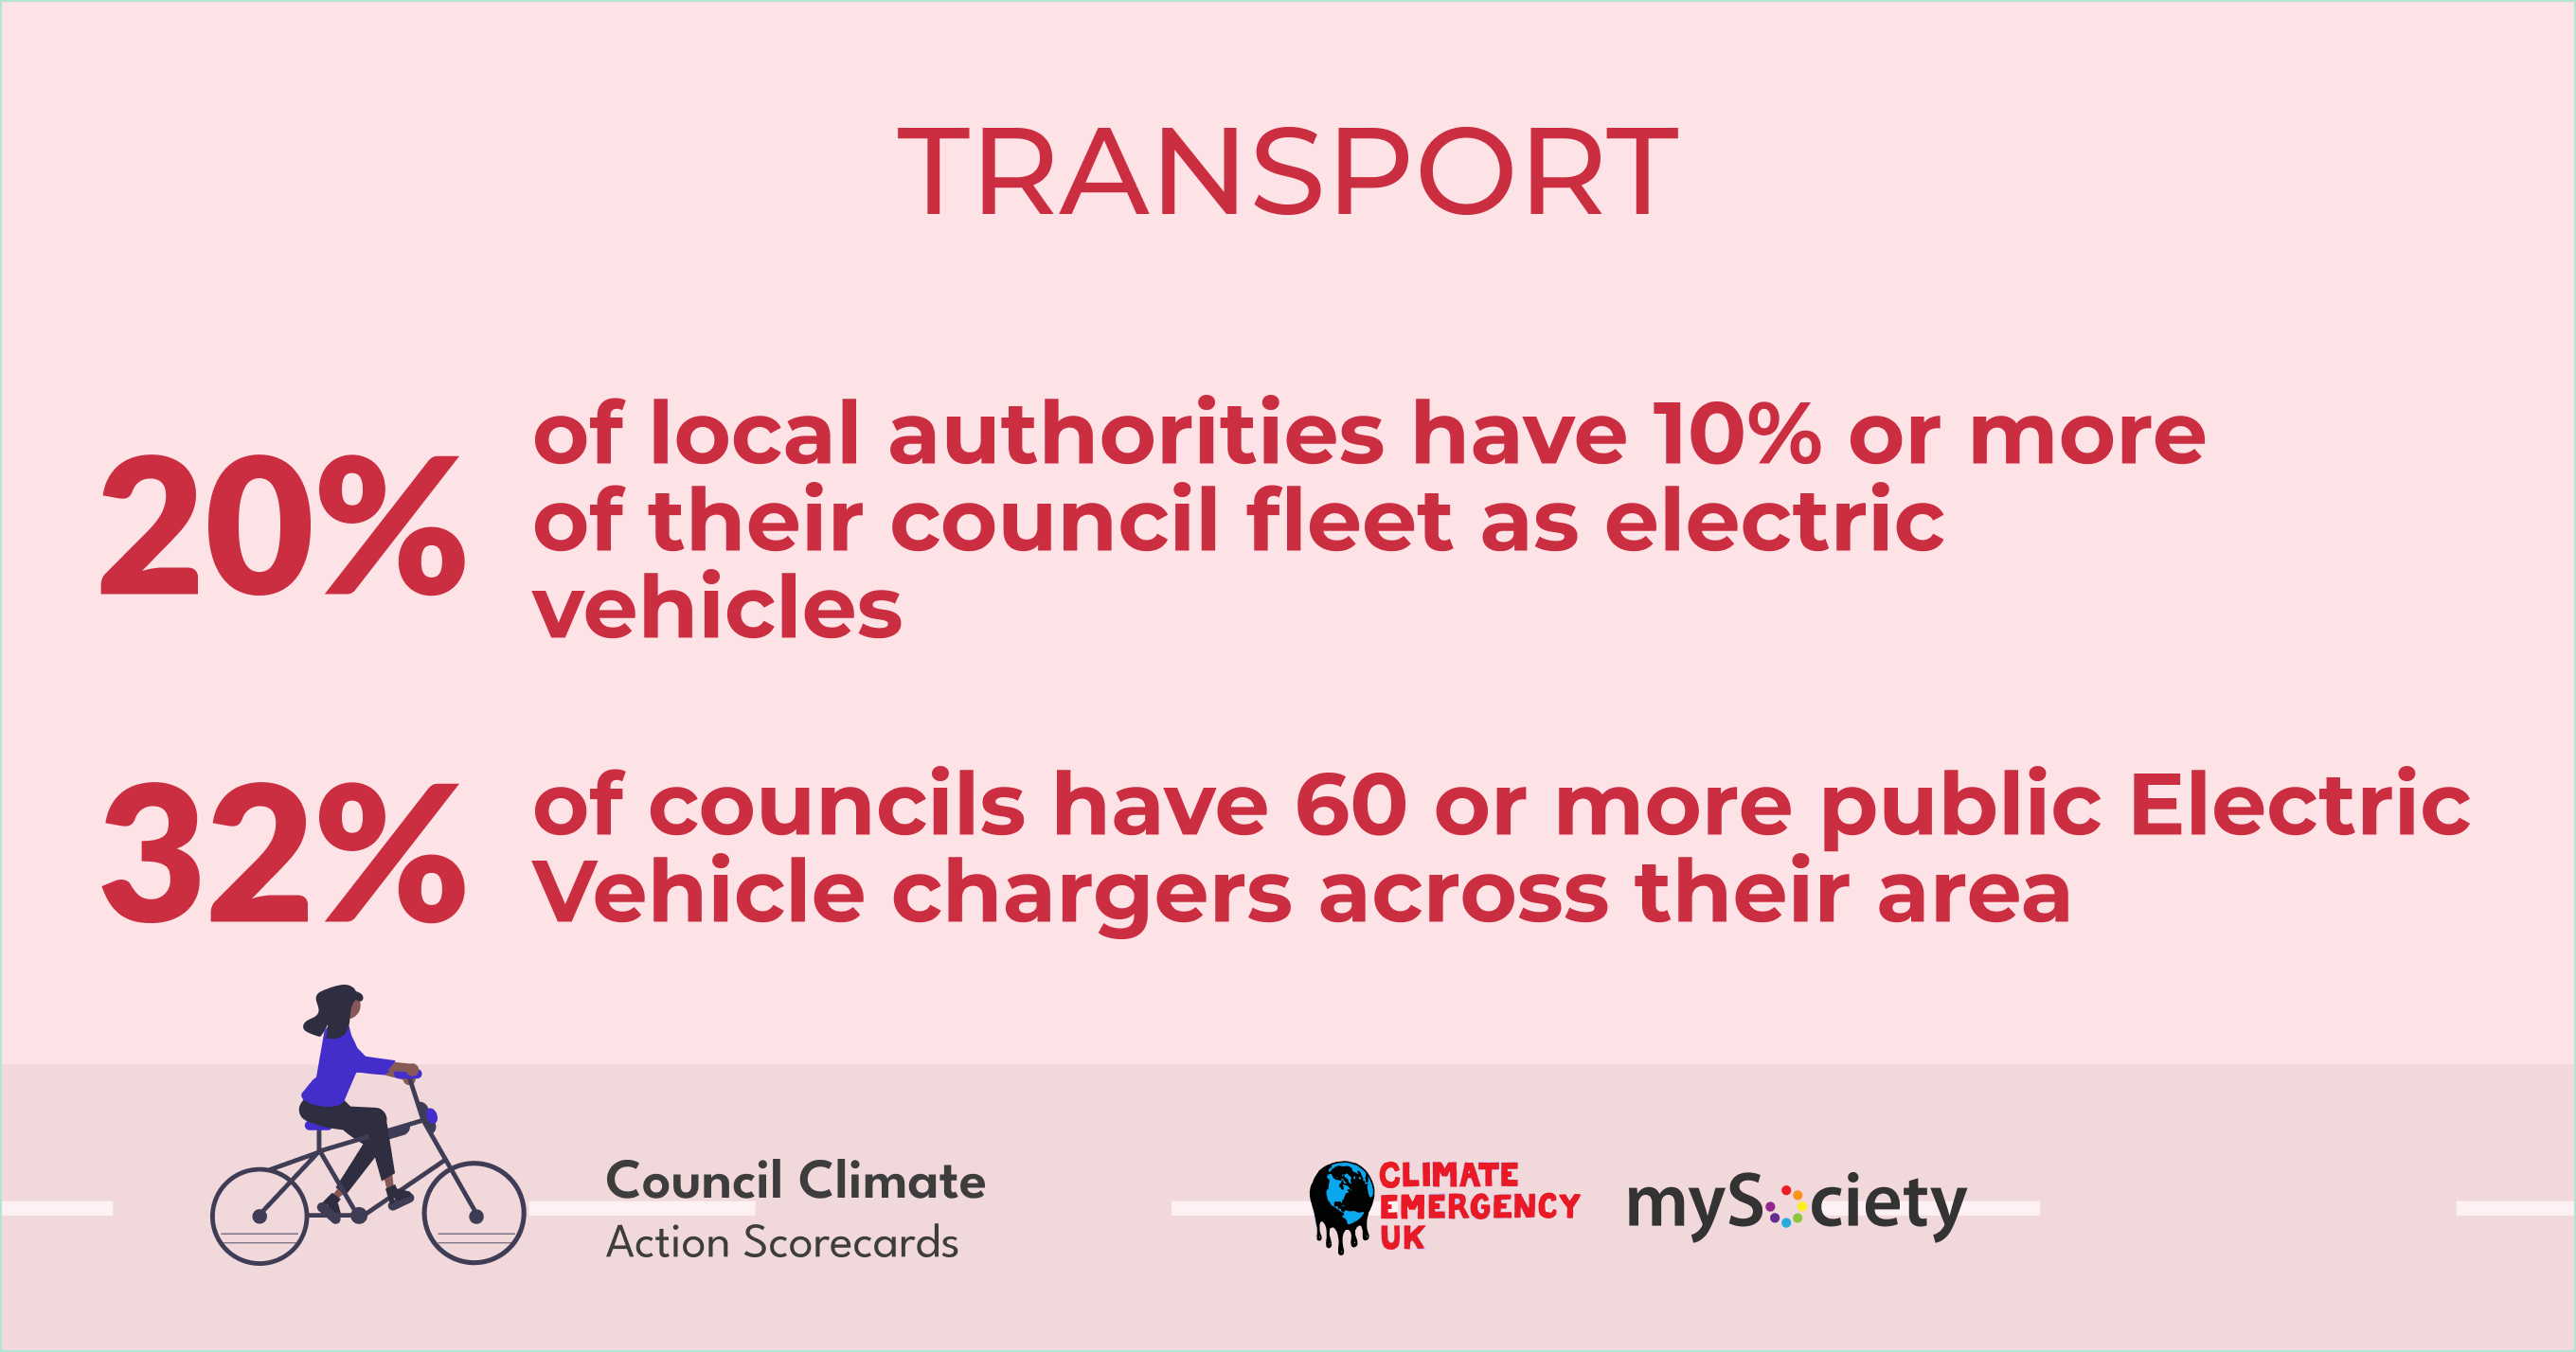 TRANSPORT
20%
of local authorities have 10% or more
of their council fleet as electric
vehicles
32%
of councils have 60 or more public Electric
Vehicle chargers across their area
Council Climate
Action Scorecards
CLIMATE
EMERGENCY
UK
mySociety